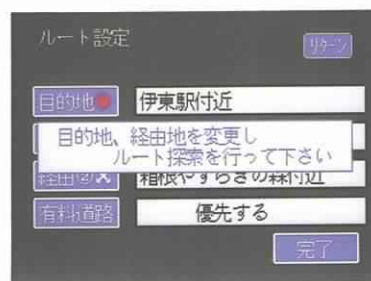 ルート設定
リターン
目的地 伊東駅付近
目的地、経由地を変更し
ルート探索を行って下さい
経由② 箱根やすらぎの森付近
有料道路 優先する
完了